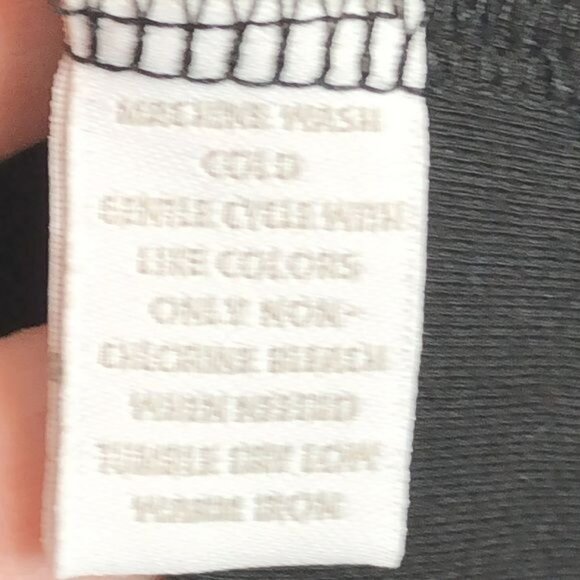 MACHINE WASH
COLD
GENTLE CYCLE WITH
LIKE COLORS
ONLY NON-
CHLORINE BLEACH
WHEN NEEDED
TUMBLE DRY LOW
WARM IRON